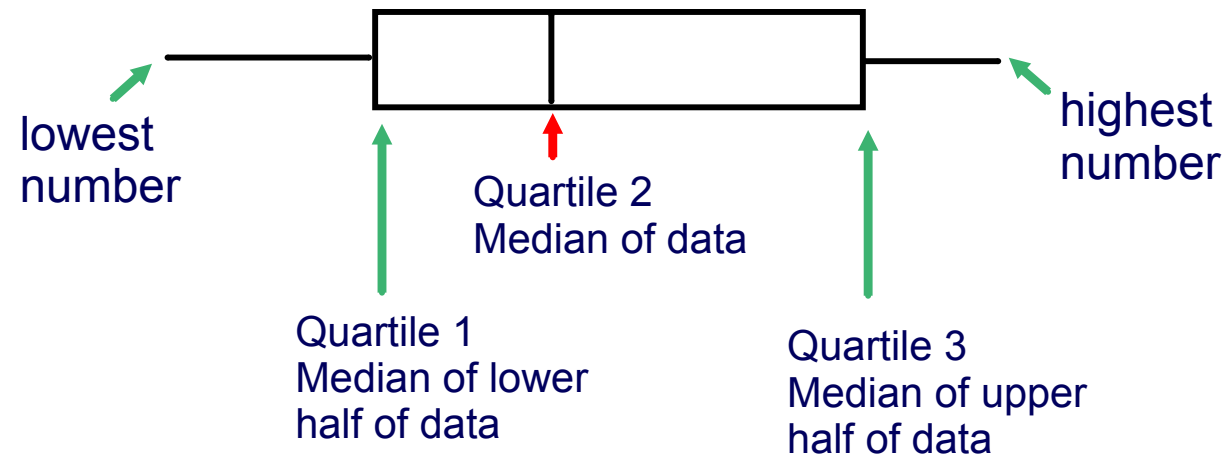 lowest
number
highest
number
Quartile 2
Median of data
Quartile 1
Median of lower
half of data
Quartile 3
Median of upper
half of data